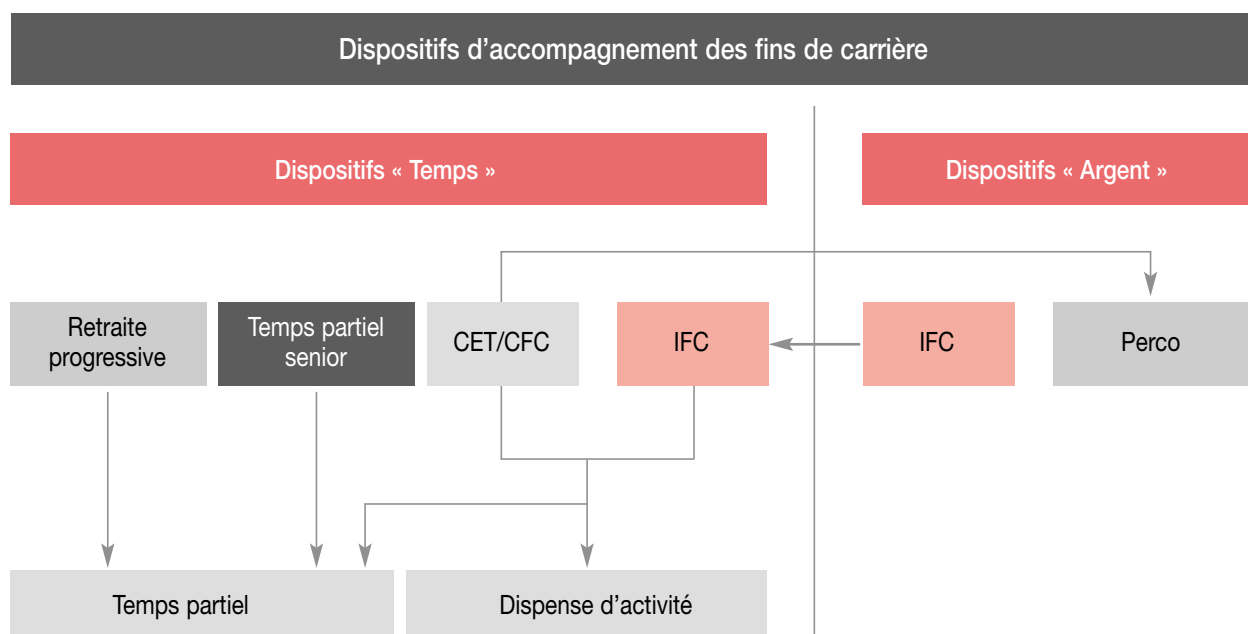 Dispositifs d’accompagnement des fins de carrière
Dispositifs « Temps »
Dispositifs « Argent »
Retraite
progressive
Temps partiel
senior
CET/CFC
IFC
IFC
Perco
Temps partiel
Dispense d’activité